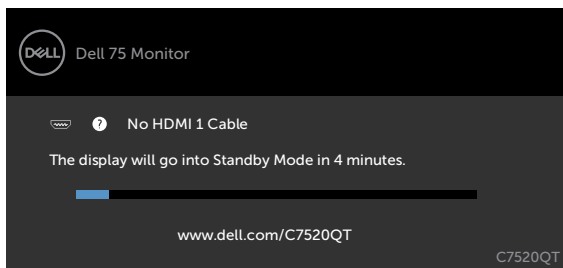 DELL
Dell 75 Monitor
? No HDMI 1 Cable
The display will go into Standby Mode in 4 minutes.
www.dell.com/C7520QT
C7520QT